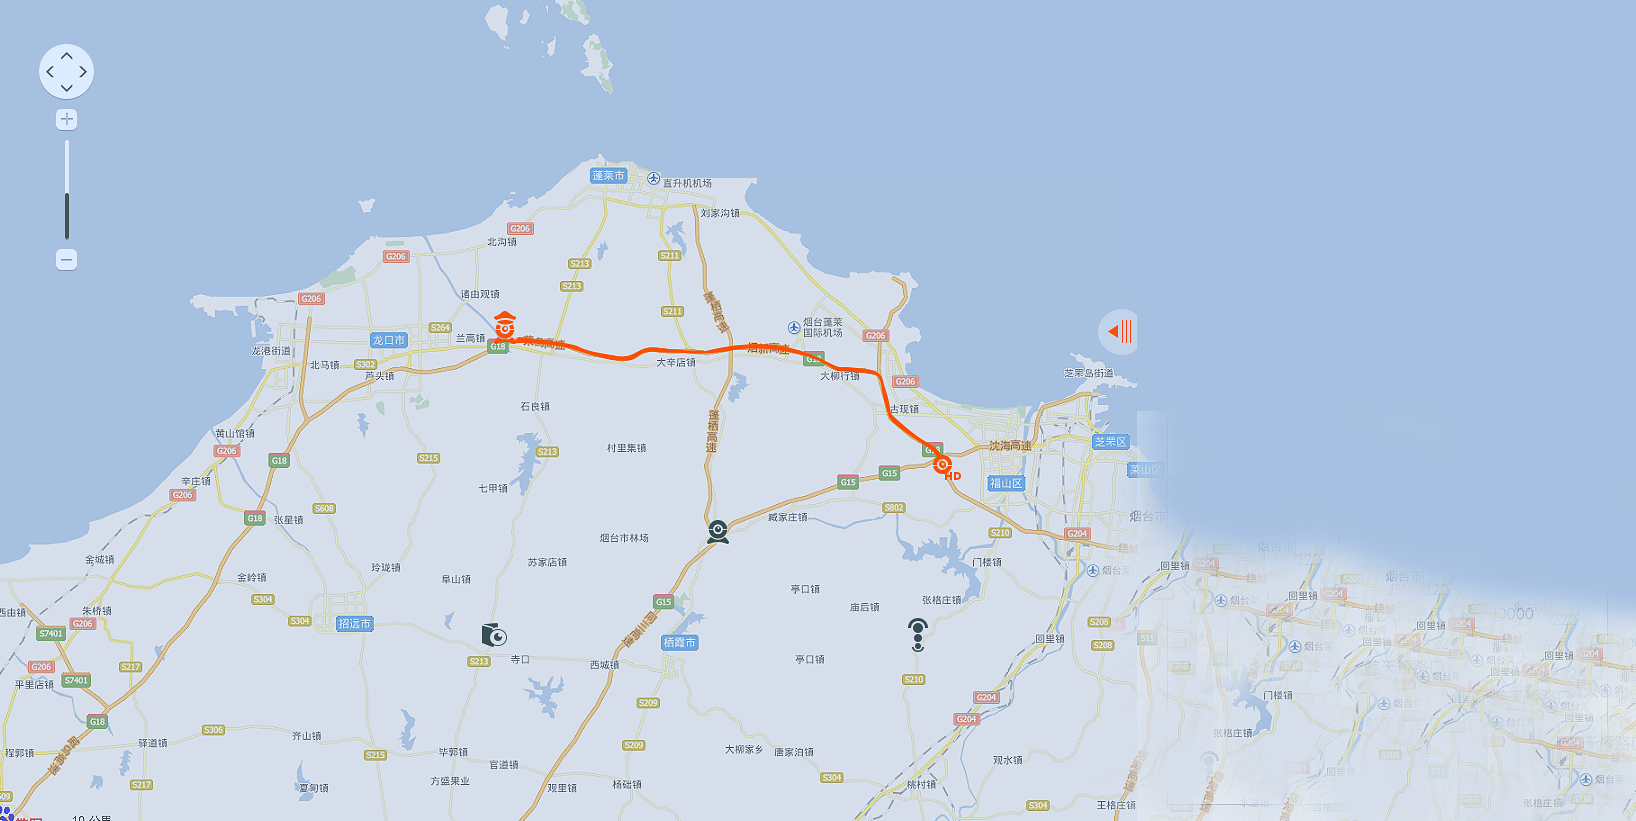 蓬莱市
直升机机场
刘家沟镇
G206
北沟镇
G206
S213
S211
S213
诸由观镇
G206
S211
蓬栖高速
烟台蓬莱
国际机场
S264
龙口市
兰高镇
G18
荣乌高速
烟新高速
G206
龙港街道
北马镇
S302
芦头镇
大辛店镇
大柳行镇
G206
芝罘岛街道
石良镇
古现镇
黄山馆镇
蓬栖高速
G206
G18
S215
S213
村里集镇
沈海高速
芝罘区
莱山区
HD
辛庄镇
G206
七甲镇
G15
G15
福山区
S608
G18
张星镇
S802
臧家庄镇
烟台市
金城镇
烟台市林场
S210
G204
玲珑镇
苏家店镇
门楼镇
回里镇
G204
金岭镇
阜山镇
亭口镇
S304
张格庄镇
庙后镇
回里镇
G204
朱桥镇
G206
S304
招远市
G15
S7401
栖霞市
S208
回里镇
S208
S11
G206
S217
S213
寺口
西城镇
亭口镇
平里店镇
S7401
S210
G204
门楼镇
G18
S209
G204
S306
齐山镇
驿道镇
S209
张格庄镇
程郭镇
S215
毕郭镇
大柳家乡
唐家泊镇
官道镇
观水镇
S217
夏甸镇
方盛果业
观里镇
杨础镇
S304
桃村镇
S304
王格庄镇
张格庄镇
10 公里